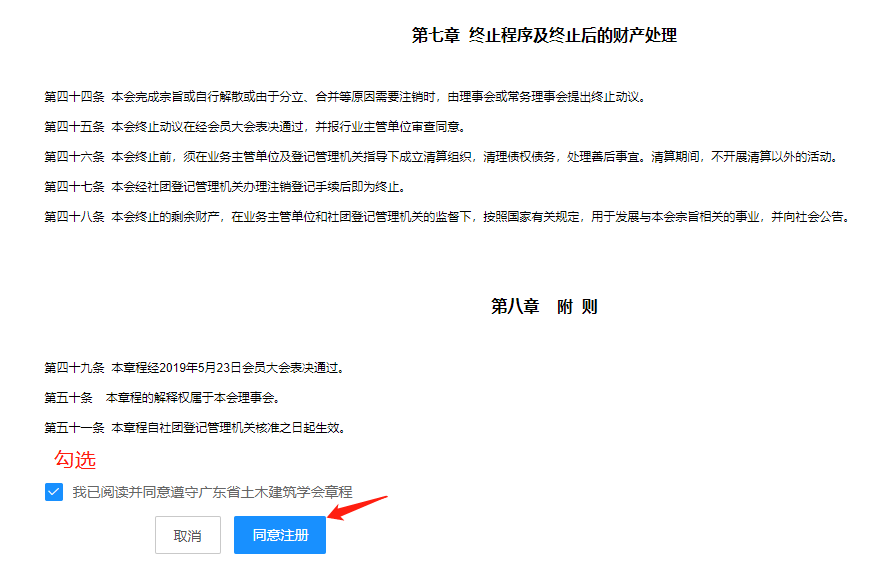 第七章 终止程序及终止后的财产处理
第四十四条 本会完成宗旨或自行解散或由于分立、合并等原因需要注销时，由理事会或常务理事会提出终止动议。
第四十五条 本会终止动议在经会员大会表决通过，并报行业主管单位审查同意。
第四十六条 本会终止前，须在业务主管单位及登记管理机关指导下成立清算组织，清理债权债务，处理善后事宜。清算期间，不开展清算以外的活动。
第四十七条 本会经社团登记管理机关办理注销登记手续后即为终止。
第四十八条 本会终止的剩余财产，在业务主管单位和社团登记管理机关的监督下，按照国家有关规定，用于发展与本会宗旨相关的事业，并向社会公告。
第八章 附 则
第四十九条 本章程经2019年5月23日会员大会表决通过。
第五十条 本章程的解释权属于本会理事会。
第五十一条 本章程自社团登记管理机关核准之日起生效。
勾选
我已阅读并同意遵守广东省土木建筑学会章程
取消 同意注册